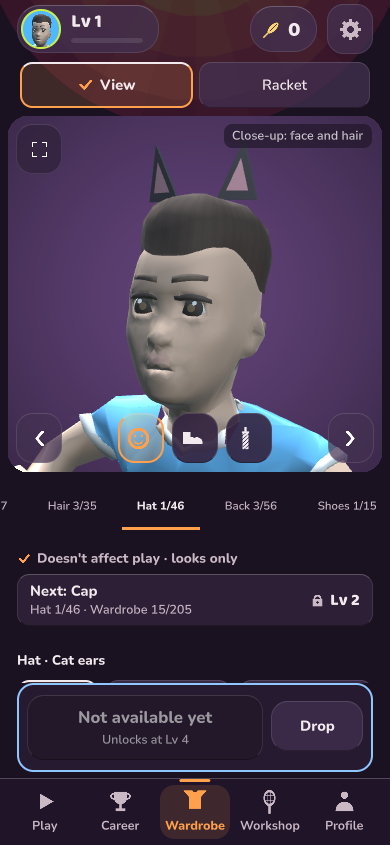 Lv 1
0
View
Racket
Close-up: face and hair
7
Hair 3/35
Hat 1/46
Back 3/56
Shoes 1/15
Doesn't affect play · looks only
Next: Cap
Hat 1/46 · Wardrobe 15/205
Lv 2
Hat · Cat ears
Not available yet
Unlocks at Lv 4
Drop
Play
Career
Wardrobe
Workshop
Profile